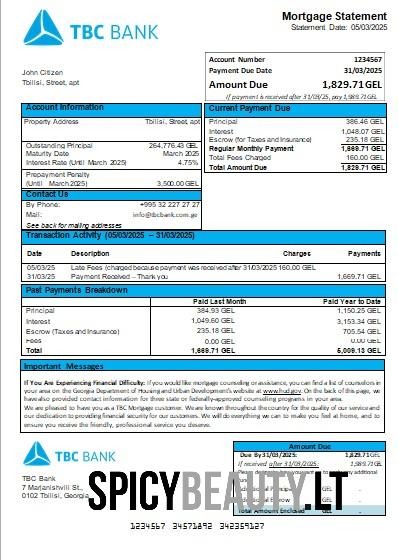 TBC BANK
Mortgage Statement
Statement Date: 05/03/2025
John Citizen
Tbilisi, Street, apt
Account Number 1234567
Payment Due Date 31/03/2025
Amount Due 1,829.71GEL
If payment is received after 31/03/25, pay 1,989.71GEL
Account Information
Property Address Tbilisi, Street, apt
Outstanding Principal 264,776.43 GEL
Maturity Date March 2025
Interest Rate (Until March 2025) 4.75%
Prepayment Penalty
(Until March 2025) 3,500.00 GEL
Contact Us
By Phone: +995 32 227 27 27
Mail: info@tbcbank.com.ge
See back for mailing addresses
Current Payment Due
Principal 386.46 GEL
Interest 1,048.07 GEL
Escrow (for Taxes and Insurance) 235.18 GEL
Regular Monthly Payment 1,669.71 GEL
Total Fees Charged 160.00 GEL
Total Amount Due 1,829.71 GEL
Transaction Activity (05/03/2025 – 31/03/2025)
Date Description Charges Payments
05/03/25 Late Fees (charged because payment was received after 31/03/2025 160.00 GEL
31/03/25 Payment Received – Thank you 1,669.71 GEL
Past Payments Breakdown
Paid Last Month Paid Year to Date
Principal 384.93 GEL 1,150.25 GEL
Interest 1,049.60 GEL 3,153.34 GEL
Escrow (Taxes and Insurance) 235.18 GEL 705.54 GEL
Fees 0.00 GEL 0.00 GEL
Total 1,669.71 GEL 5,009.13 GEL
Important Messages
If You Are Experiencing Financial Difficulty: If you would like mortgage counseling or assistance, you can find a list of counselors in
your area on the Georgia Department of Housing and Urban Development's website at www.hud.gov. On the back of this page, we
have also provided contact information for three state or federally-approved counseling programs in your area.
We are pleased to have you as a TBC Mortgage customer. We are known throughout the country for the quality of our service and
our dedication to providing financial security for our customers. We will do everything we can to make you feel at home, and to
ensure you receive the friendly, professional service you deserve.
TBC BANK
TBC Bank
7 Marjanishvili St.,
0102 Tbilisi, Georgia
Amount Due
Due By 31/03/2025: 1,829.71GEL
If received after 31/03/2025: 1,989.71GEL
Additional Principal
Additional Escrow
Total Amount Enclosed GEL
SPICYBEAUTY.LT
1234567 34571892 342359127